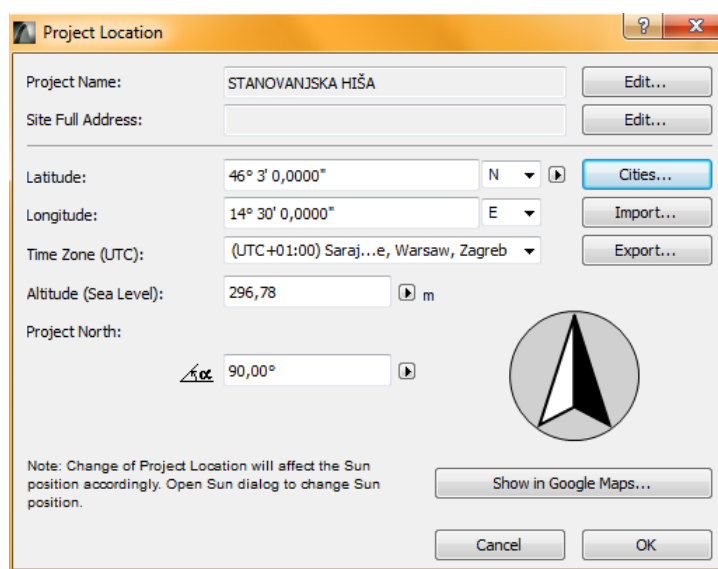 Project Location
Project Name: STANOVANJSKA HIŠA Edit...
Site Full Address: Edit...
Latitude: 46° 3' 0,0000" N Cities...
Longitude: 14° 30' 0,0000" E Import...
Time Zone (UTC): (UTC+01:00) Saraj...e, Warsaw, Zagreb Export...
Altitude (Sea Level): 296,78 m
Project North:
α 90,00°
Note: Change of Project Location will affect the Sun
position accordingly. Open Sun dialog to change Sun
position.
Show in Google Maps...
Cancel OK